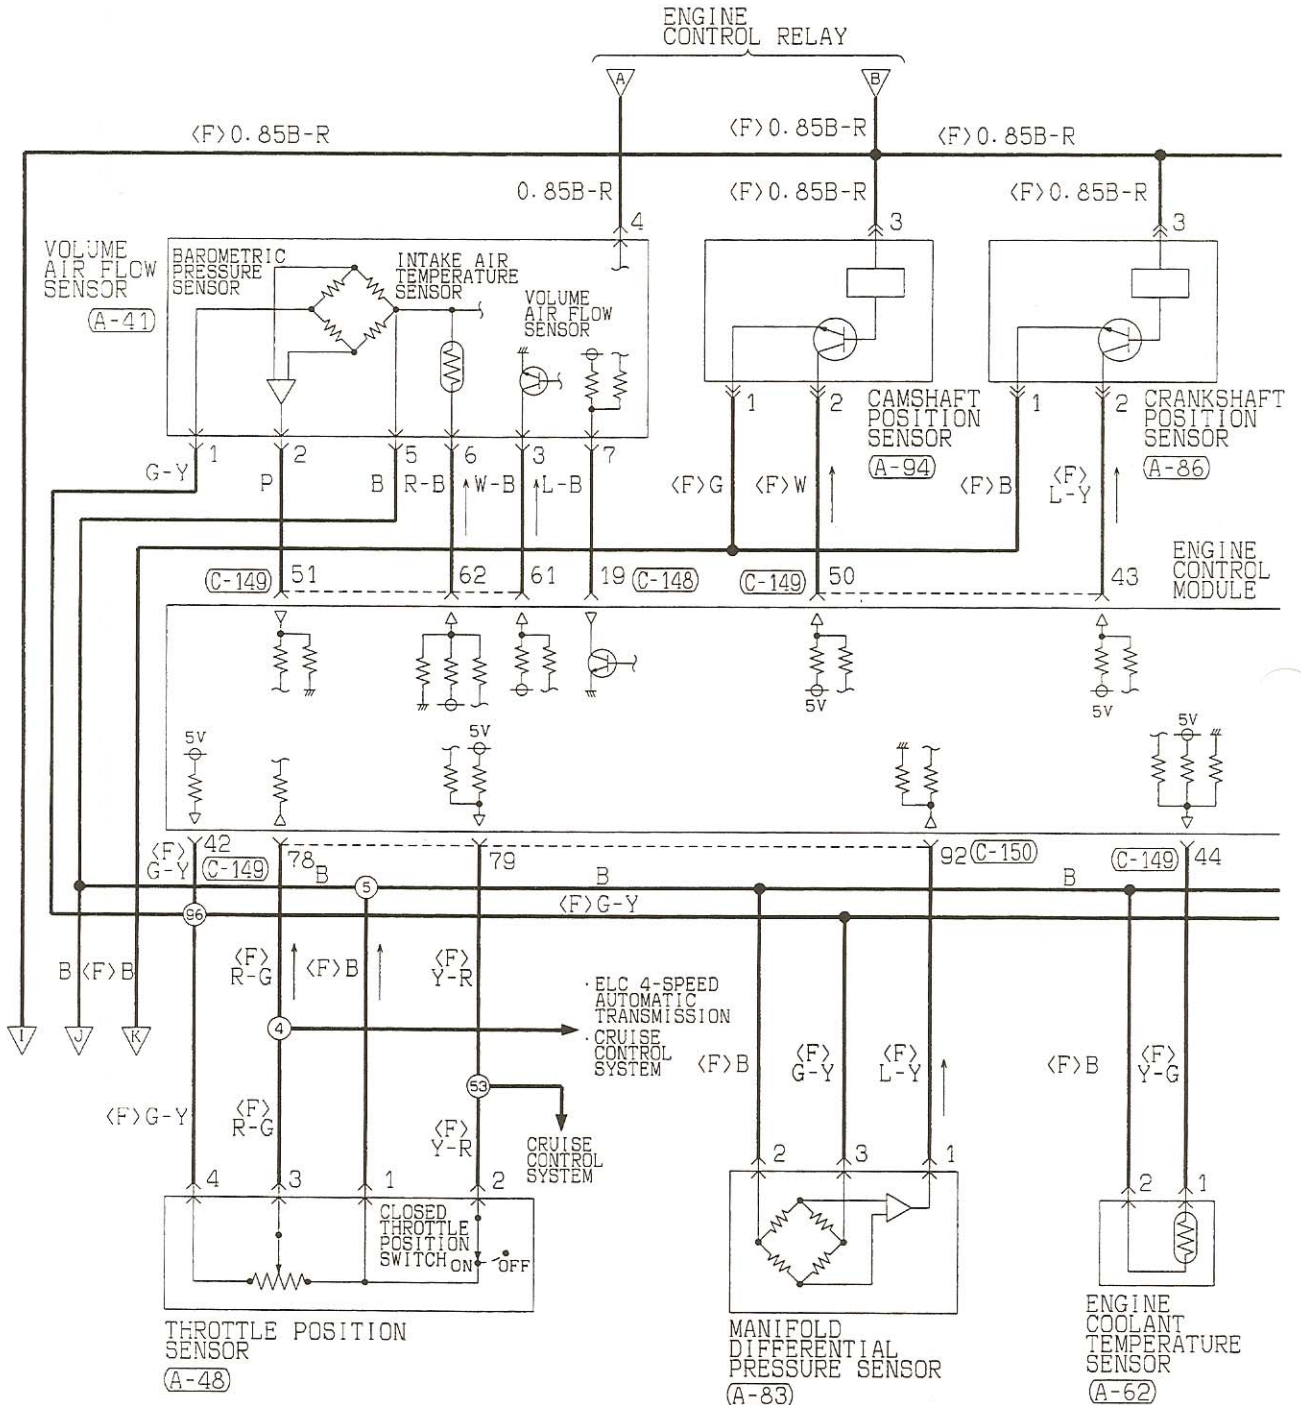 ENGINE
CONTROL RELAY
A
B
<F>0.85B-R
<F>0.85B-R
<F>0.85B-R
0.85B-R
<F>0.85B-R
<F>0.85B-R
4
3
3
VOLUME
AIR FLOW
SENSOR
A-41
BAROMETRIC
PRESSURE
SENSOR
INTAKE AIR
TEMPERATURE
SENSOR
VOLUME
AIR FLOW
SENSOR
1
2
5
6
3
7
1
2
CAMSHAFT
POSITION
SENSOR
A-94
1
2
CRANKSHAFT
POSITION
SENSOR
A-86
G-Y
P
B
R-B
W-B
L-B
<F>G
<F>W
<F>B
<F>
L-Y
C-149
51
62
61
19
C-148
C-149
50
43
ENGINE
CONTROL
MODULE
5V
5V
5V
5V
5V
<F>
G-Y
42
C-149
78
79
92
C-150
C-149
44
B
5
B
B
96
<F>G-Y
B
<F>B
<F>
R-G
<F>B
<F>
Y-R
I
J
K
4
· ELC 4-SPEED
AUTOMATIC
TRANSMISSION
· CRUISE
CONTROL
SYSTEM
53
CRUISE
CONTROL
SYSTEM
<F>B
<F>
G-Y
<F>
L-Y
<F>B
<F>
Y-G
<F>G-Y
<F>
R-G
<F>
Y-R
4
3
1
2
2
3
1
2
1
CLOSED
THROTTLE
POSITION
SWITCH
ON
OFF
THROTTLE POSITION
SENSOR
A-48
MANIFOLD
DIFFERENTIAL
PRESSURE SENSOR
A-83
ENGINE
COOLANT
TEMPERATURE
SENSOR
A-62